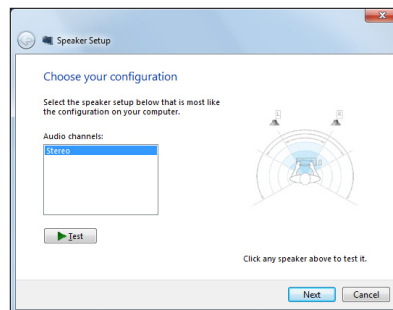 Speaker Setup
Choose your configuration
Select the speaker setup below that is most like
the configuration on your computer.
Audio channels:
Stereo
L
R
Test
Click any speaker above to test it.
Next
Cancel